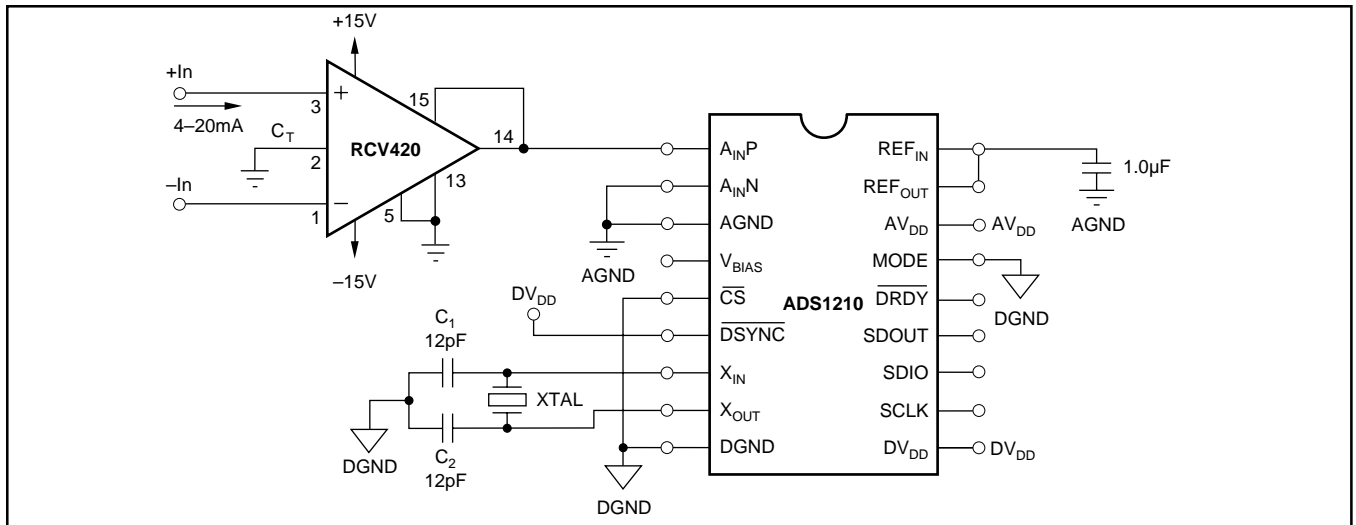 +15V
+In
3
+
15
4–20mA
C_T
RCV420
14
2
13
–In
1
–
5
–15V
A_IN P
A_IN N
AGND
V_BIAS
CS
DSYNC
X_IN
X_OUT
DGND
ADS1210
REF_IN
REF_OUT
AV_DD
MODE
DRDY
SDOUT
SDIO
SCLK
DV_DD
1.0µF
AGND
AV_DD
DGND
DV_DD
AGND
DV_DD
C_1
12pF
XTAL
C_2
12pF
DGND
DGND